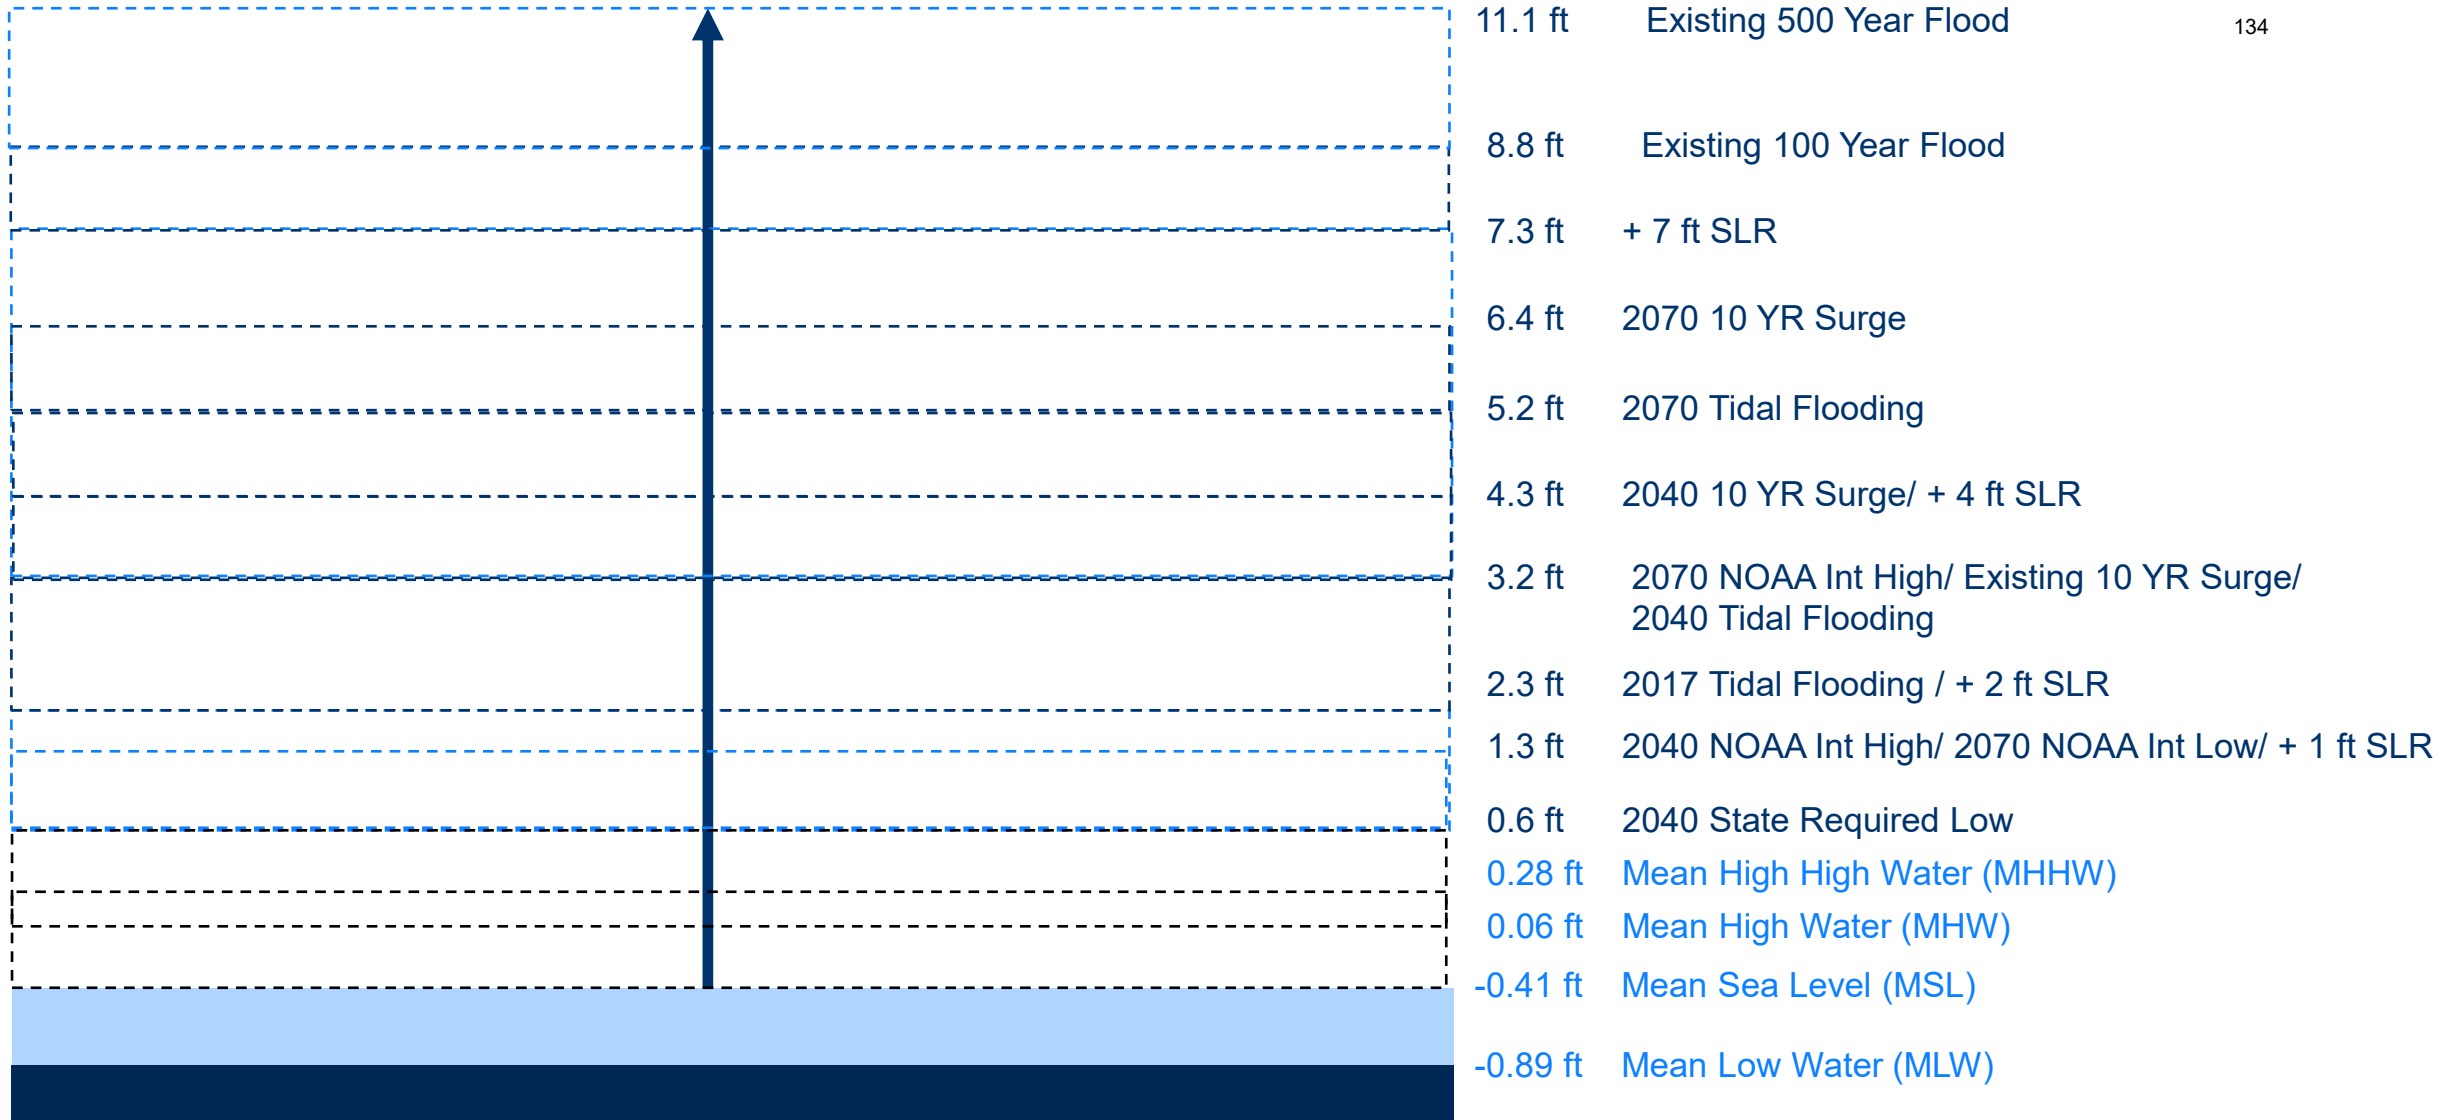 11.1 ft Existing 500 Year Flood 134
8.8 ft Existing 100 Year Flood
7.3 ft + 7 ft SLR
6.4 ft 2070 10 YR Surge
5.2 ft 2070 Tidal Flooding
4.3 ft 2040 10 YR Surge/ + 4 ft SLR
3.2 ft 2070 NOAA Int High/ Existing 10 YR Surge/
2040 Tidal Flooding
2.3 ft 2017 Tidal Flooding / + 2 ft SLR
1.3 ft 2040 NOAA Int High/ 2070 NOAA Int Low/ + 1 ft SLR
0.6 ft 2040 State Required Low
0.28 ft Mean High High Water (MHHW)
0.06 ft Mean High Water (MHW)
-0.41 ft Mean Sea Level (MSL)
-0.89 ft Mean Low Water (MLW)